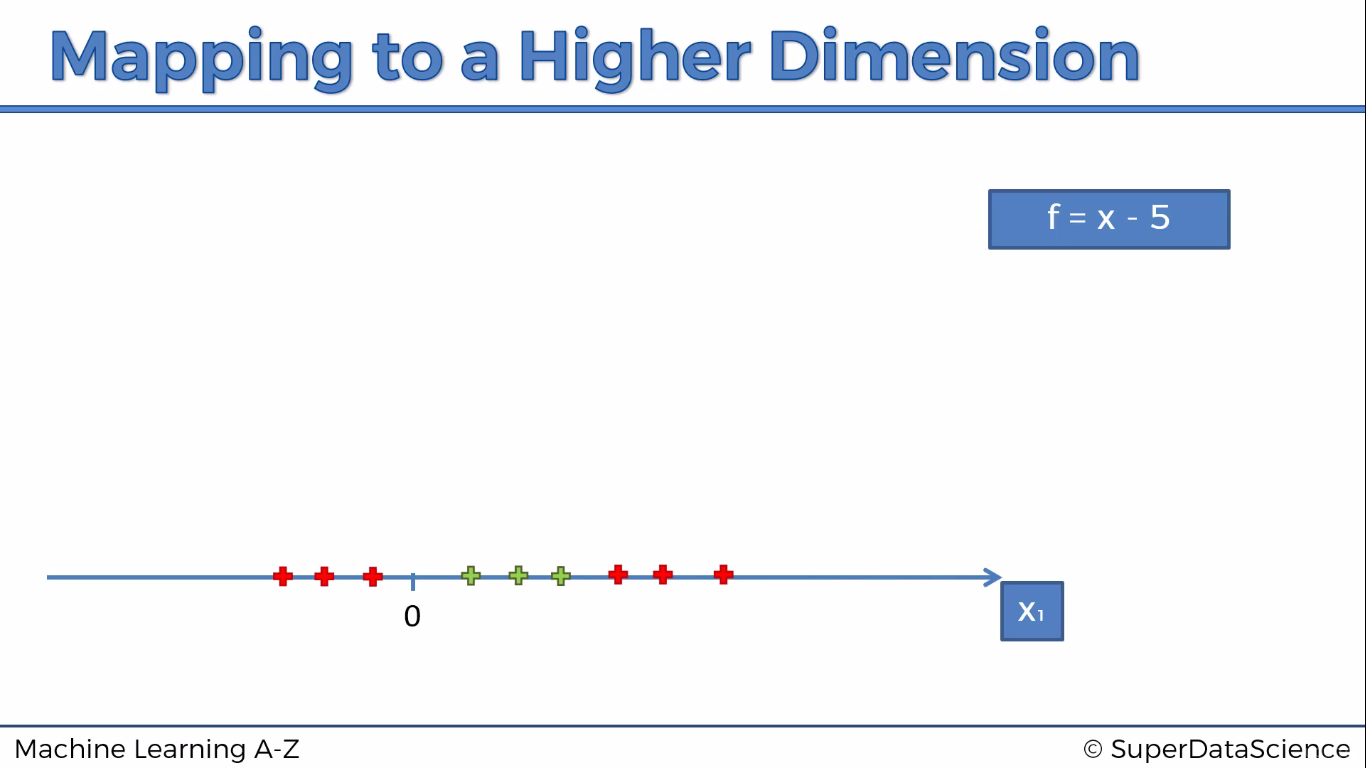 Mapping to a Higher Dimension
f = x - 5
0
x₁
Machine Learning A-Z
© SuperDataScience